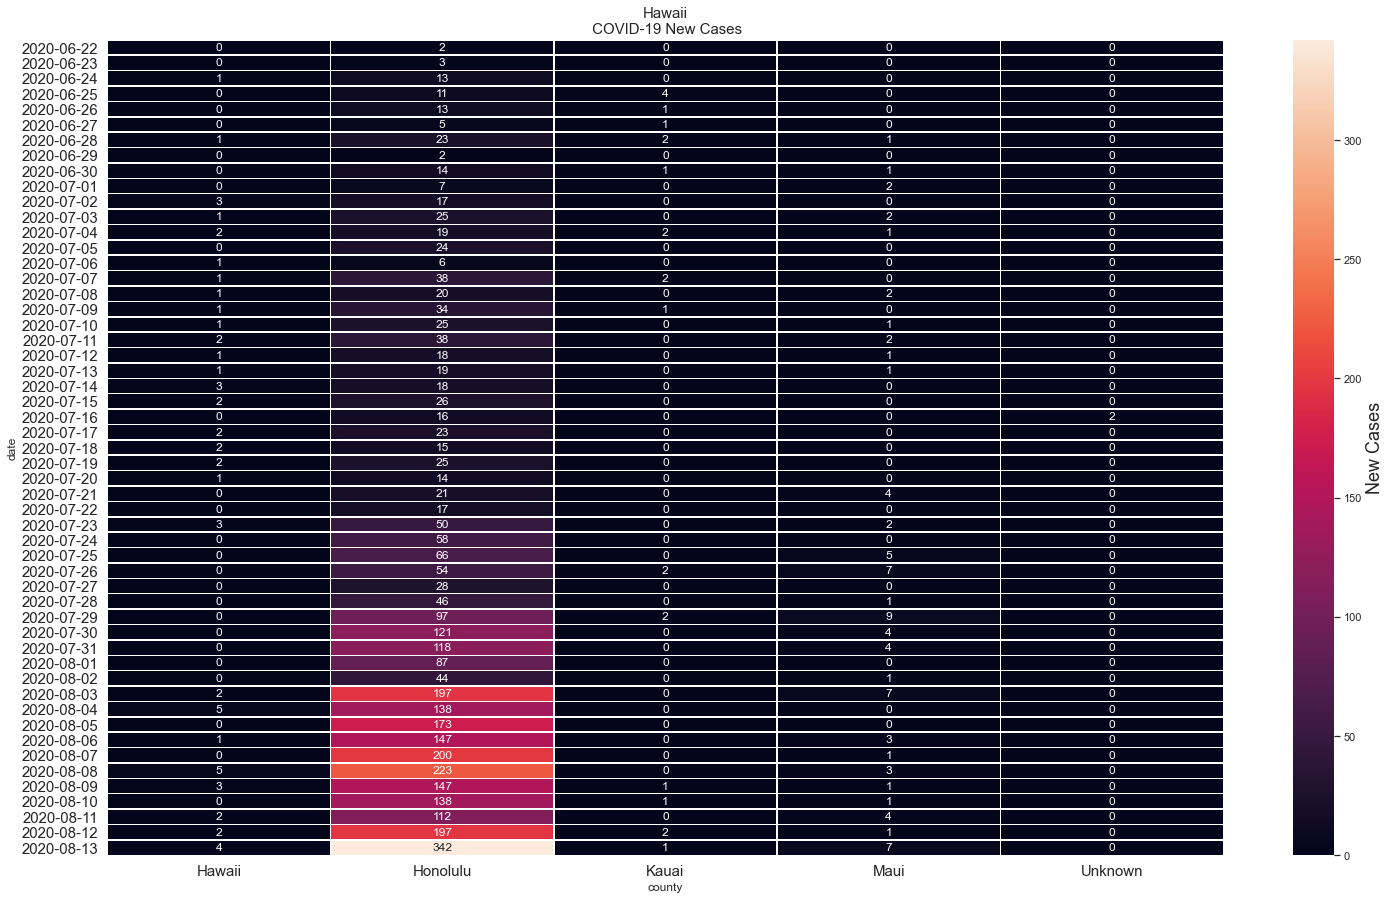 Hawaii
COVID-19 New Cases
2020-06-22 0 2 0 0 0
2020-06-23 0 3 0 0 0
2020-06-24 1 13 0 0 0
2020-06-25 0 11 4 0 0
2020-06-26 0 13 1 0 0
2020-06-27 0 5 1 0 0
2020-06-28 1 23 2 1 0
2020-06-29 0 2 0 0 0
2020-06-30 0 14 1 1 0
2020-07-01 0 7 0 2 0
2020-07-02 3 17 0 0 0
2020-07-03 1 25 0 2 0
2020-07-04 2 19 2 1 0
2020-07-05 0 24 0 0 0
2020-07-06 1 6 0 0 0
2020-07-07 1 38 2 0 0
2020-07-08 1 20 0 2 0
2020-07-09 1 34 1 0 0
2020-07-10 1 25 0 1 0
2020-07-11 2 38 0 2 0
2020-07-12 1 18 0 1 0
2020-07-13 1 19 0 1 0
2020-07-14 3 18 0 0 0
2020-07-15 2 26 0 0 0
2020-07-16 0 16 0 0 2
2020-07-17 2 23 0 0 0
2020-07-18 2 15 0 0 0
2020-07-19 2 25 0 0 0
2020-07-20 1 14 0 0 0
2020-07-21 0 21 0 4 0
2020-07-22 0 17 0 0 0
2020-07-23 3 50 0 2 0
2020-07-24 0 58 0 0 0
2020-07-25 0 66 0 5 0
2020-07-26 0 54 2 7 0
2020-07-27 0 28 0 0 0
2020-07-28 0 46 0 1 0
2020-07-29 0 97 2 9 0
2020-07-30 0 121 0 4 0
2020-07-31 0 118 0 4 0
2020-08-01 0 87 0 0 0
2020-08-02 0 44 0 1 0
2020-08-03 2 197 0 7 0
2020-08-04 5 138 0 0 0
2020-08-05 0 173 0 0 0
2020-08-06 1 147 0 3 0
2020-08-07 0 200 0 1 0
2020-08-08 5 223 0 3 0
2020-08-09 3 147 1 1 0
2020-08-10 0 138 1 1 0
2020-08-11 2 112 0 4 0
2020-08-12 2 197 2 1 0
2020-08-13 4 342 1 7 0
date
Hawaii Honolulu Kauai Maui Unknown
county
300
250
200
150
100
50
0
New Cases